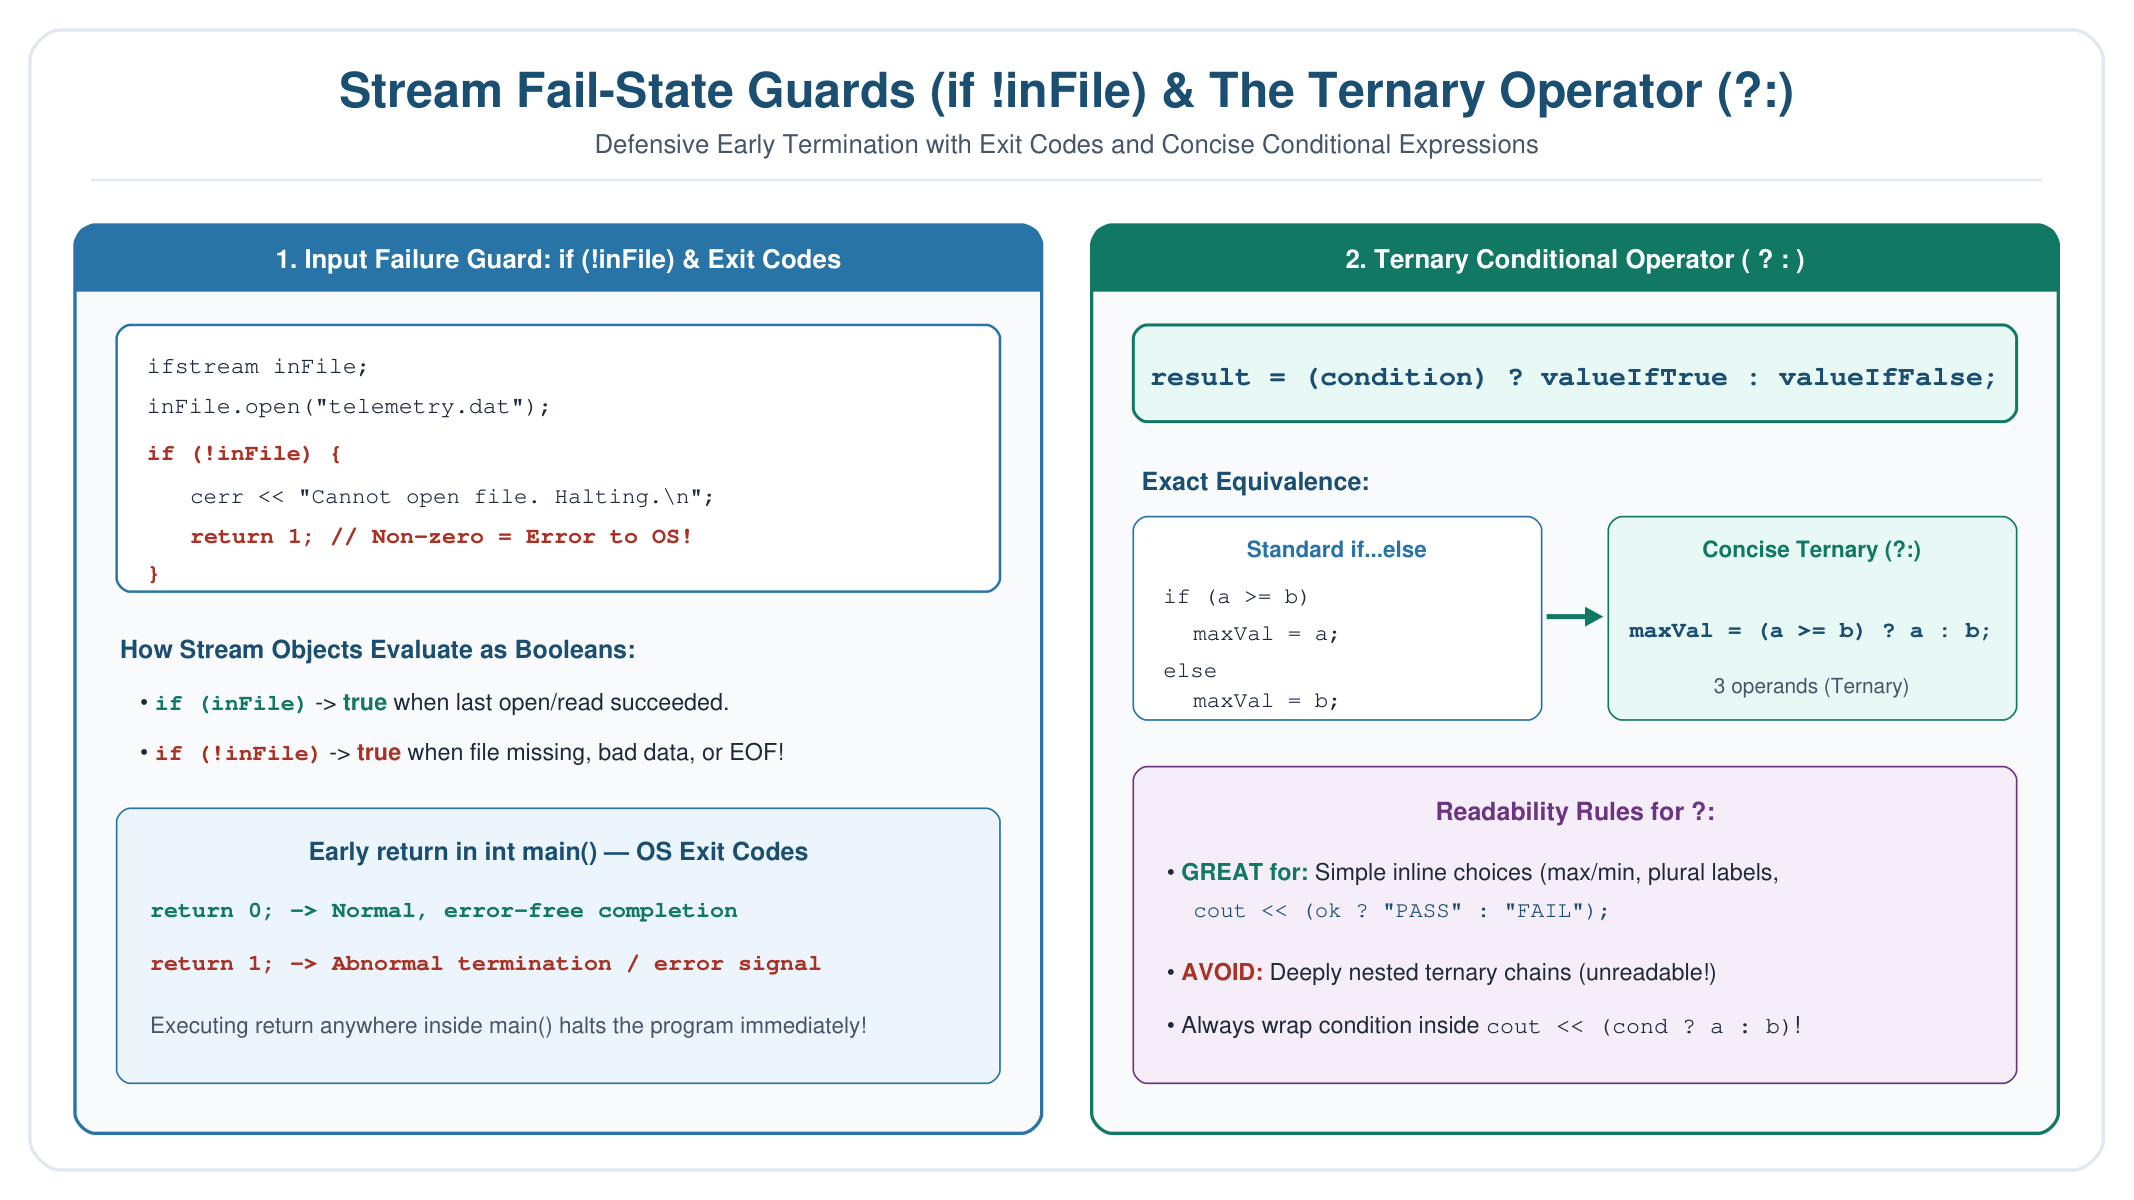 Stream Fail-State Guards (if !inFile) & The Ternary Operator (?:)
Defensive Early Termination with Exit Codes and Concise Conditional Expressions
1. Input Failure Guard: if (!inFile) & Exit Codes
ifstream inFile;
inFile.open("telemetry.dat");
if (!inFile) {
cerr << "Cannot open file. Halting.\n";
return 1; // Non-zero = Error to OS!
}
How Stream Objects Evaluate as Booleans:
• if (inFile) -> true when last open/read succeeded.
• if (!inFile) -> true when file missing, bad data, or EOF!
Early return in int main() — OS Exit Codes
return 0; -> Normal, error-free completion
return 1; -> Abnormal termination / error signal
Executing return anywhere inside main() halts the program immediately!
2. Ternary Conditional Operator ( ? : )
result = (condition) ? valueIfTrue : valueIfFalse;
Exact Equivalence:
Standard if...else
if (a >= b)
maxVal = a;
else
maxVal = b;
Concise Ternary (?:)
maxVal = (a >= b) ? a : b;
3 operands (Ternary)
Readability Rules for ?:
• GREAT for: Simple inline choices (max/min, plural labels,
cout << (ok ? "PASS" : "FAIL");
• AVOID: Deeply nested ternary chains (unreadable!)
• Always wrap condition inside cout << (cond ? a : b)!